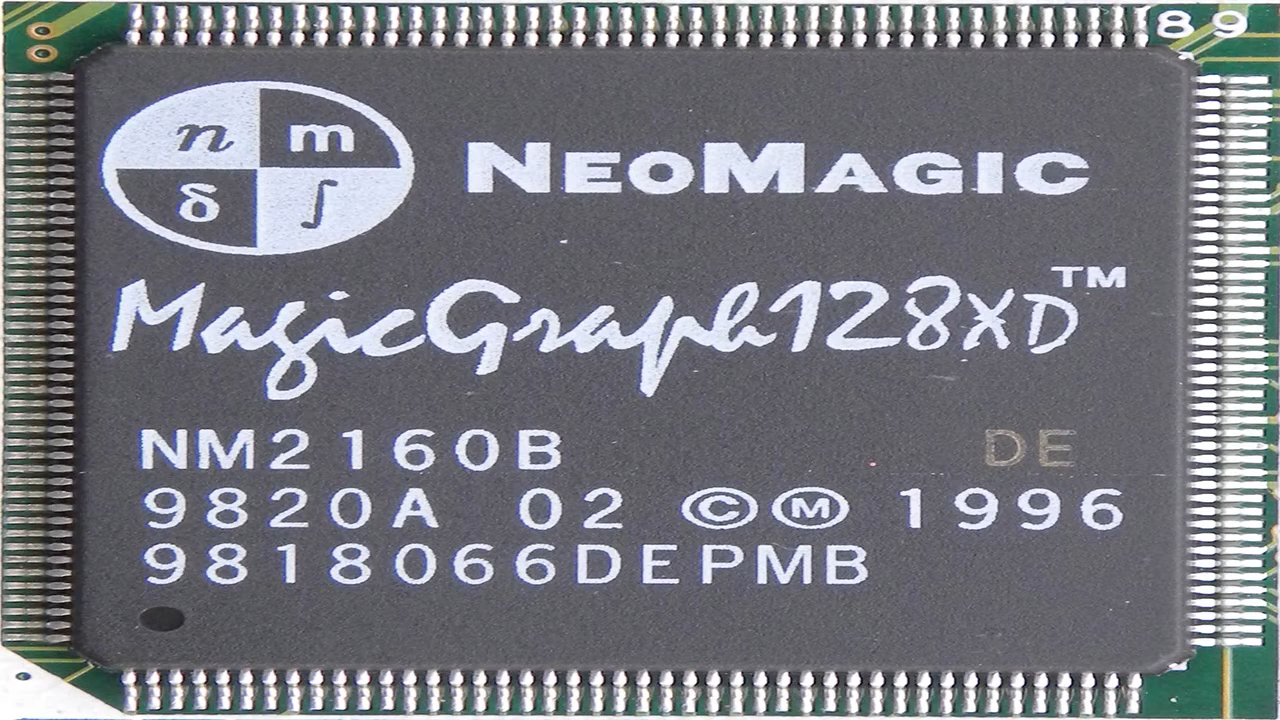 89
n m
δ ∫
NEOMAGIC
MagicGraph128XD™
NM2160B DE
9820A 02 ©Ⓜ 1996
9818066DEPMB